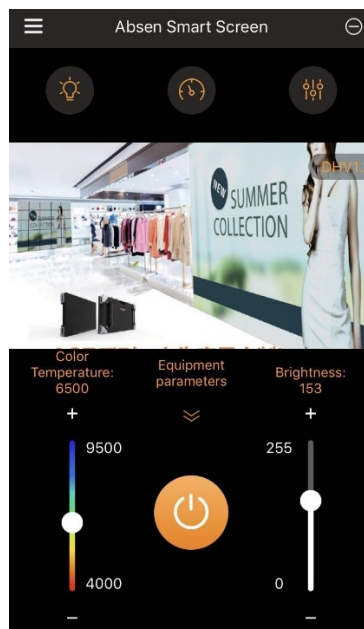 Absen Smart Screen
DHV1
NEW SUMMER
COLLECTION
Color
Temperature:
6500
Equipment
parameters
Brightness:
153
+
+
9500
255
4000
0
−
−